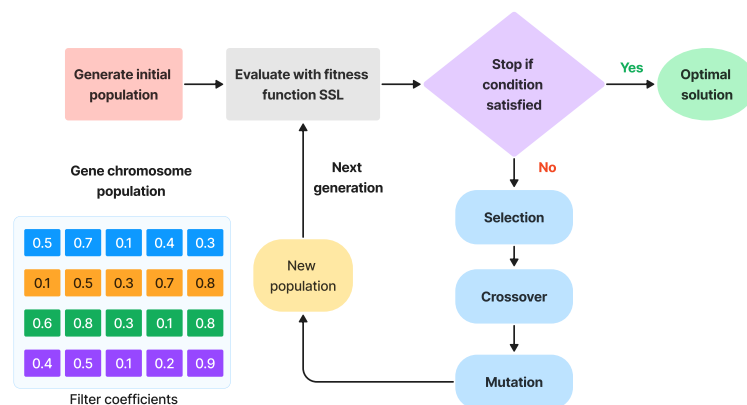 Generate initial
population
Evaluate with fitness
function SSL
Stop if
condition
satisfied
Yes
Optimal
solution
No
Selection
Crossover
Mutation
New
population
Next
generation
Gene chromosome
population
0.5 0.7 0.1 0.4 0.3
0.1 0.5 0.3 0.7 0.8
0.6 0.8 0.3 0.1 0.8
0.4 0.5 0.1 0.2 0.9
Filter coefficients